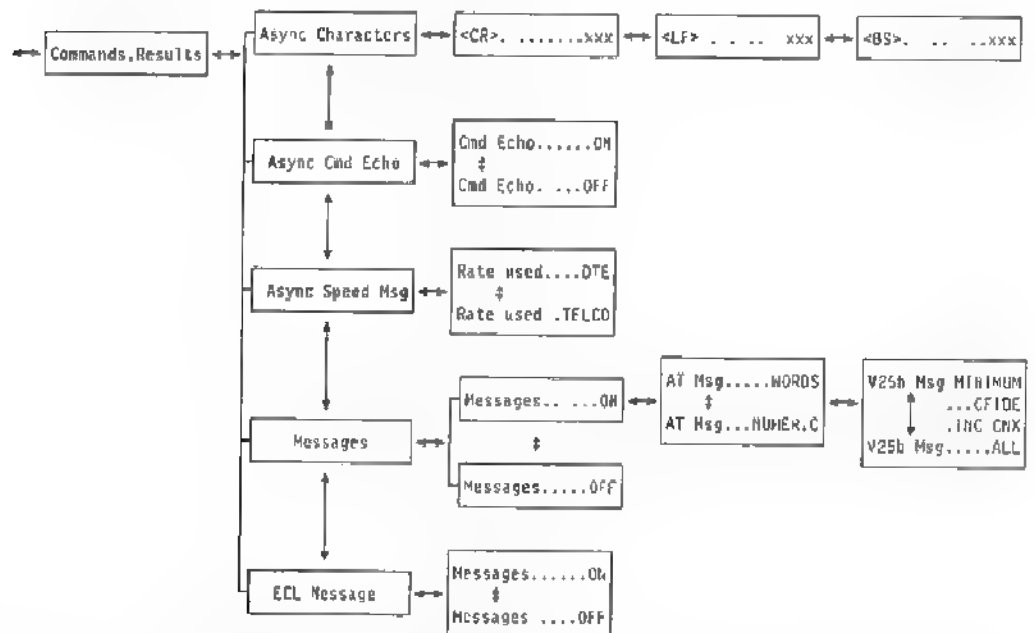 Commands,Results
Async Characters
<CR>. .......xxx
<LF> . . .. xxx
<BS>. .. ..xxx
Async Cmd Echo
Cmd Echo......ON
Cmd Echo. ....OFF
Async Speed Msg
Rate used....DTE
Rate used .TELCO
Messages
Messages.. ...ON
Messages.....OFF
AT Msg.....WORDS
AT Msg...NUMER.C
V25b Msg MINIMUM
...CFIDE
.INC CNX
V25b Msg.....ALL
ECL Message
Messages......ON
Messages ....OFF